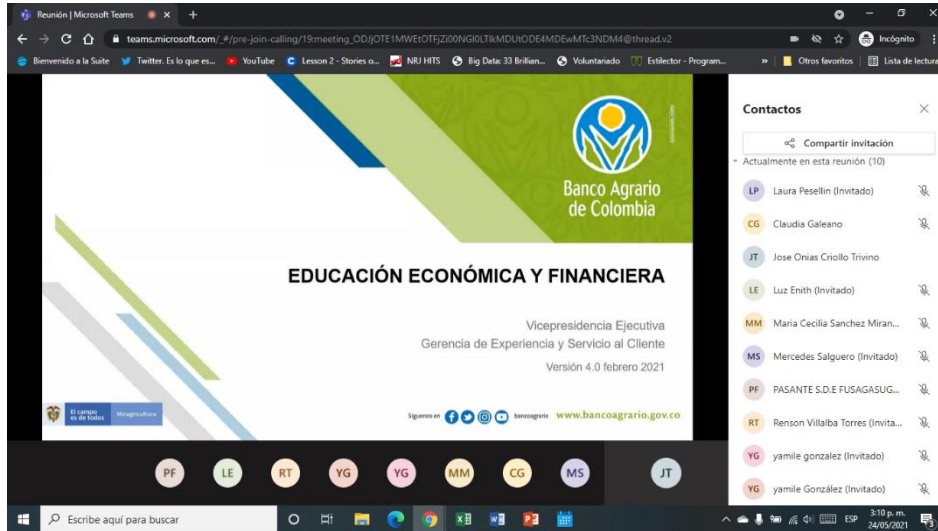 Reunión | Microsoft Teams
teams.microsoft.com/_#/pre-join-calling/19:meeting_ODJjOTE1MWEtOTFjZi00NGI0LTlkMDUtODE4MDEwMTc3NDM4@thread.v2
Incógnito
Bienvenido a la Suite
Twitter. Es lo que es...
YouTube
Lesson 2 - Stories o...
NRJ HITS
Big Data: 33 Brillian...
Voluntariado
Estilector - Program...
»
Otros favoritos
Lista de lectura
Banco Agrario
de Colombia
EDUCACIÓN ECONÓMICA Y FINANCIERA
Vicepresidencia Ejecutiva
Gerencia de Experiencia y Servicio al Cliente
Versión 4.0 febrero 2021
El campo
es de todos
Minagricultura
Síguenos en
bancoagrario
www.bancoagrario.gov.co
PF LE RT YG YG MM CG MS JT
Contactos
Compartir invitación
Actualmente en esta reunión (10)
LP Laura Pesellin (Invitado)
CG Claudia Galeano
JT Jose Onias Criollo Trivino
LE Luz Enith (Invitado)
MM Maria Cecilia Sanchez Miran...
MS Mercedes Salguero (Invitado)
PF PASANTE S.D.E FUSAGASUG...
RT Renson Villalba Torres (Invita...
YG yamile gonzalez (Invitado)
YG yamile González (Invitado)
Escribe aquí para buscar
ESP
3:10 p. m.
24/05/2021